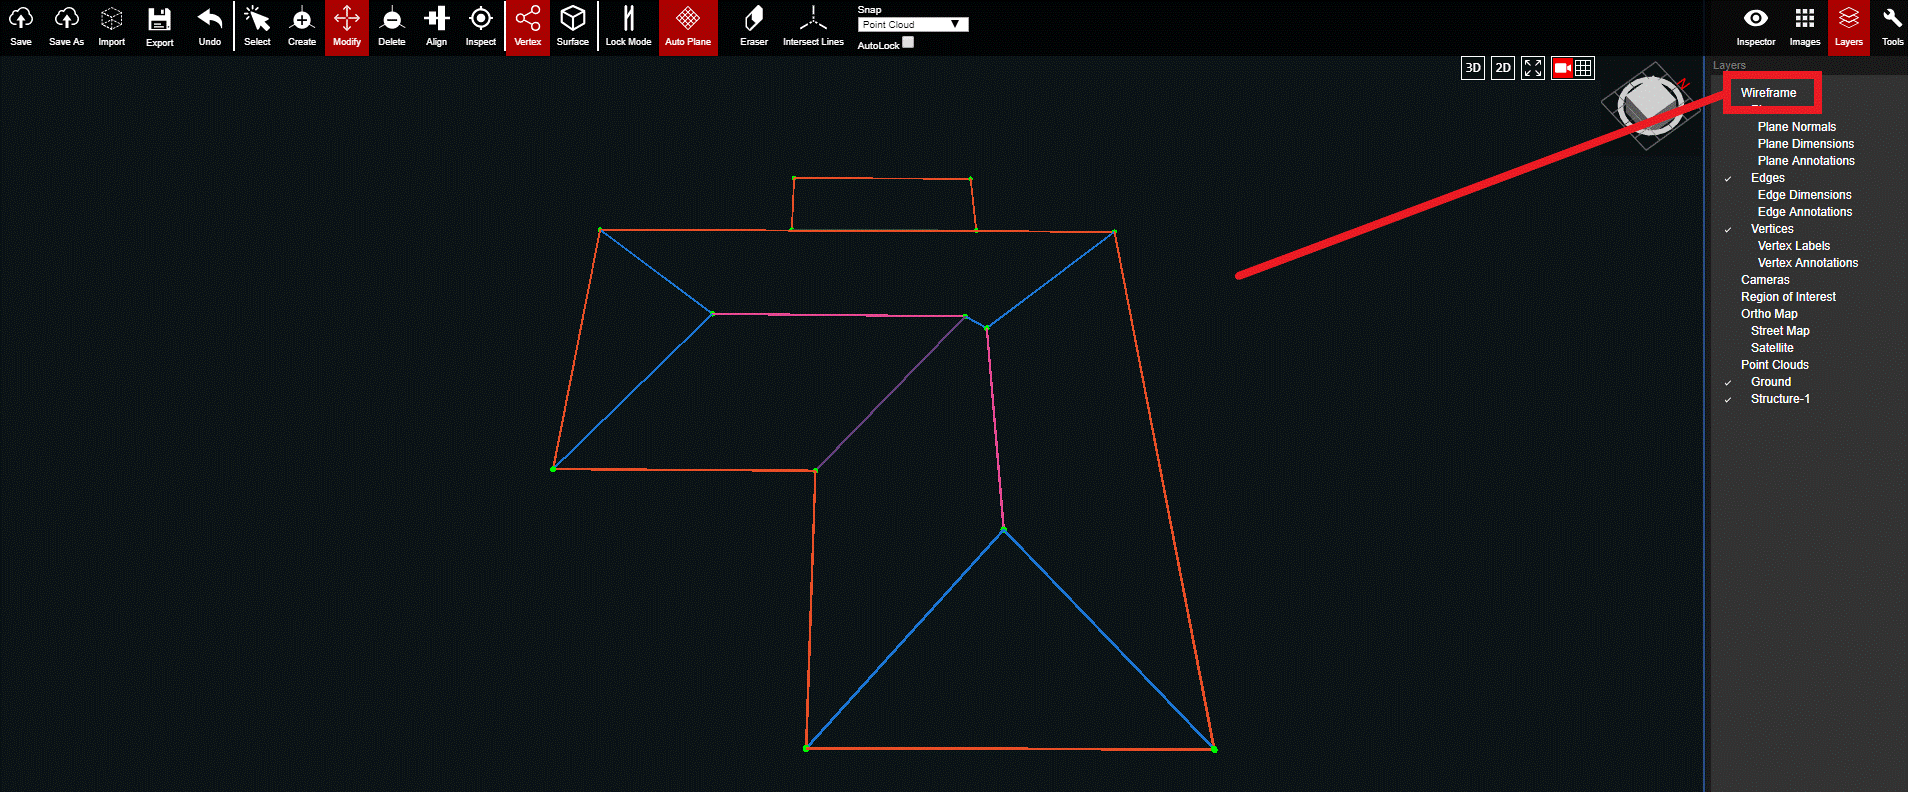 Save Save As Import Export Undo Select Create Modify Delete Align Inspect Vertex Surface Lock Mode Auto Plane Eraser Intersect Lines
Snap
Point Cloud
AutoLock
Inspector Images Layers Tools
3D 2D
N
Layers
Wireframe
Plane Normals
Plane Dimensions
Plane Annotations
Edges
Edge Dimensions
Edge Annotations
Vertices
Vertex Labels
Vertex Annotations
Cameras
Region of Interest
Ortho Map
Street Map
Satellite
Point Clouds
Ground
Structure-1